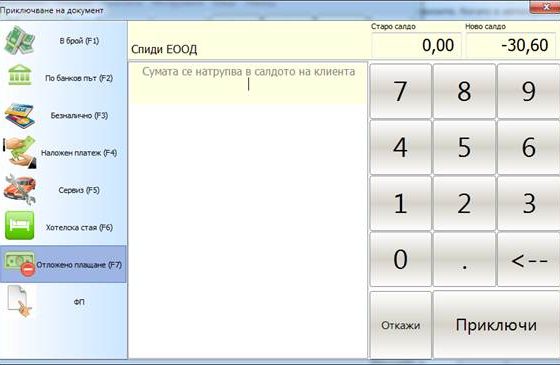 Приключване на документ
В брой (F1)
По банков път (F2)
Безналично (F3)
Наложен платеж (F4)
Сервиз (F5)
Хотелска стая (F6)
Отложено плащане (F7)
ФП
Спиди ЕООД
Старо салдо
0,00
Ново салдо
-30,60
Сумата се натрупва в салдото на клиента
7 8 9
4 5 6
1 2 3
0 . <--
Откажи
Приключи